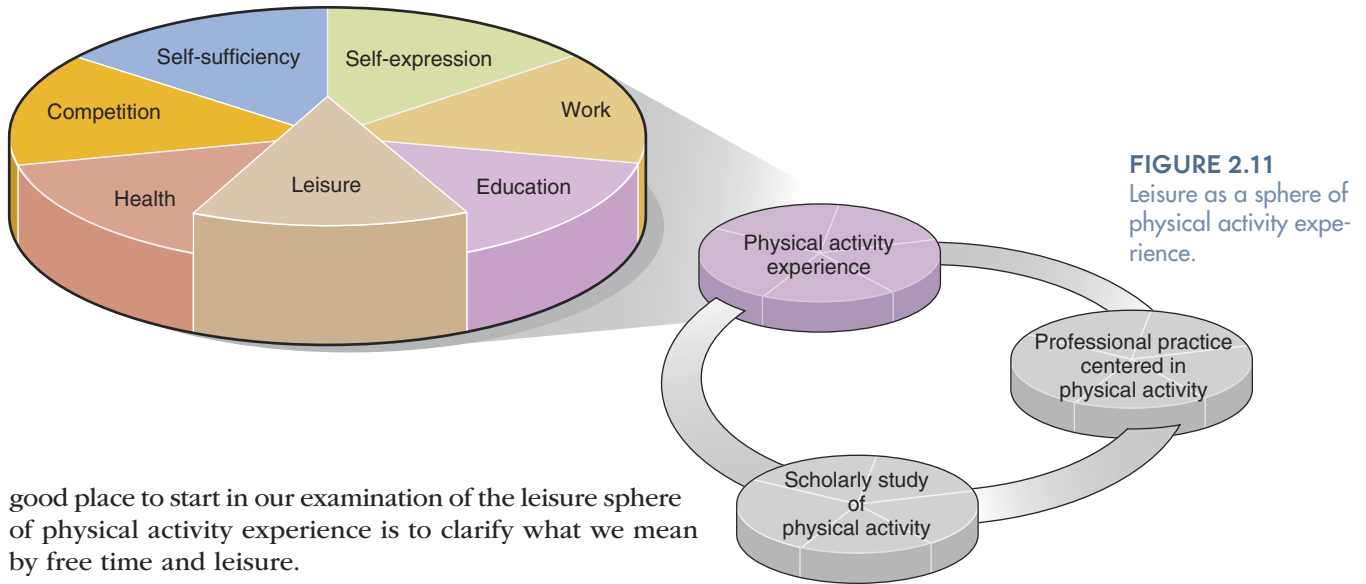 Self-sufficiency
Self-expression
Competition
Work
Health
Leisure
Education
FIGURE 2.11
Leisure as a sphere of
physical activity expe-
rience.
Physical activity
experience
Professional practice
centered in
physical activity
Scholarly study
of
physical activity
good place to start in our examination of the leisure sphere
of physical activity experience is to clarify what we mean
by free time and leisure.